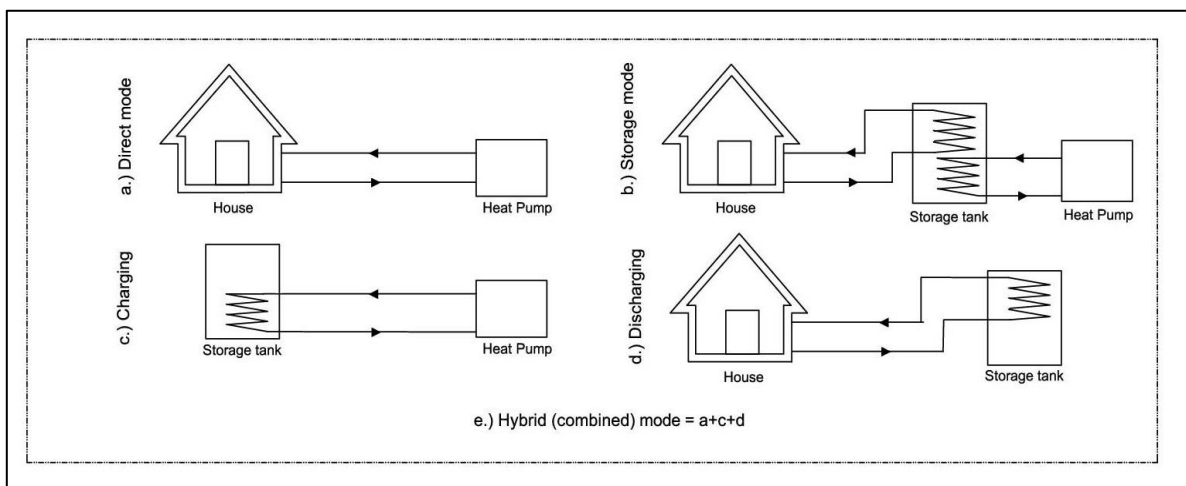 a.) Direct mode
House
Heat Pump
b.) Storage mode
House
Storage tank
Heat Pump
c.) Charging
Storage tank
Heat Pump
d.) Discharging
House
Storage tank
e.) Hybrid (combined) mode = a+c+d